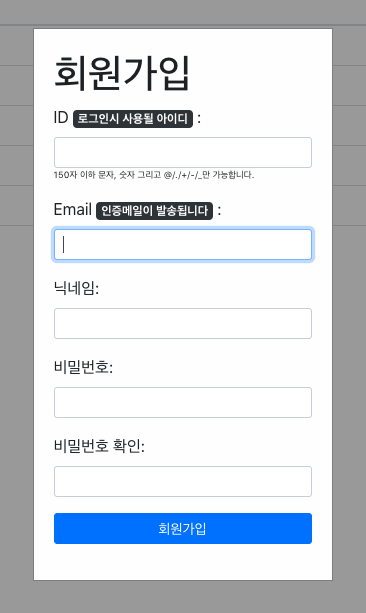 회원가입
ID 로그인시 사용될 아이디 :
150자 이하 문자, 숫자 그리고 @/./+/-/_만 가능합니다.
Email 인증메일이 발송됩니다 :
닉네임:
비밀번호:
비밀번호 확인:
회원가입